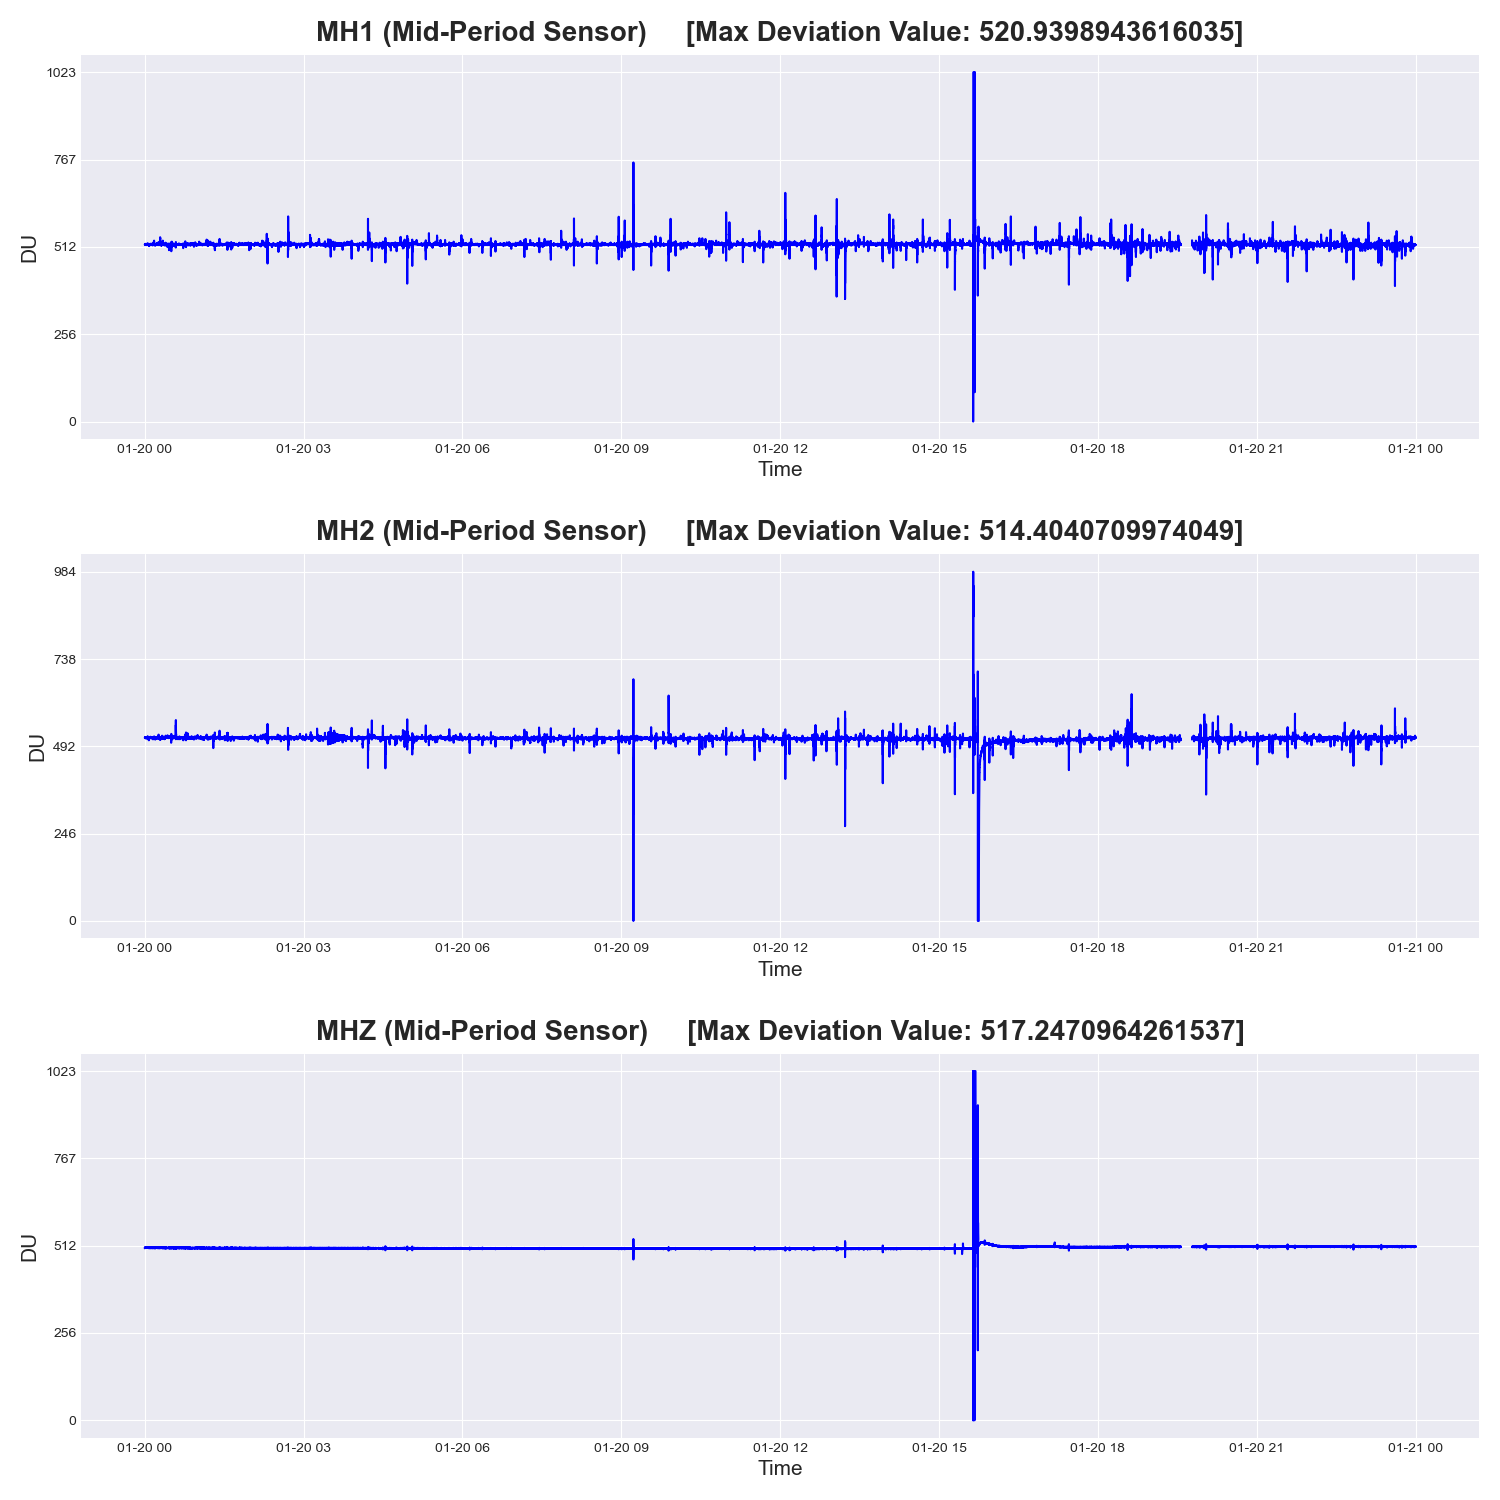 MH1 (Mid-Period Sensor) [Max Deviation Value: 520.9398943616035]
1023
767
512
256
0
DU
01-20 00 01-20 03 01-20 06 01-20 09 01-20 12 01-20 15 01-20 18 01-20 21 01-21 00
Time
MH2 (Mid-Period Sensor) [Max Deviation Value: 514.4040709974049]
984
738
492
246
0
DU
01-20 00 01-20 03 01-20 06 01-20 09 01-20 12 01-20 15 01-20 18 01-20 21 01-21 00
Time
MHZ (Mid-Period Sensor) [Max Deviation Value: 517.2470964261537]
1023
767
512
256
0
DU
01-20 00 01-20 03 01-20 06 01-20 09 01-20 12 01-20 15 01-20 18 01-20 21 01-21 00
Time